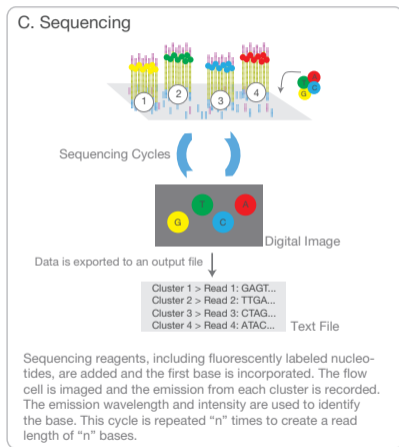 C. Sequencing
1
2
3
4
T
A
G
C
Sequencing Cycles
T
A
G
C
Digital Image
Data is exported to an output file
Cluster 1 > Read 1: GAGT...
Cluster 2 > Read 2: TTGA...
Cluster 3 > Read 3: CTAG...
Cluster 4 > Read 4: ATAC...
Text File
Sequencing reagents, including fluorescently labeled nucleo-
tides, are added and the first base is incorporated. The flow
cell is imaged and the emission from each cluster is recorded.
The emission wavelength and intensity are used to identify
the base. This cycle is repeated “n” times to create a read
length of “n” bases.